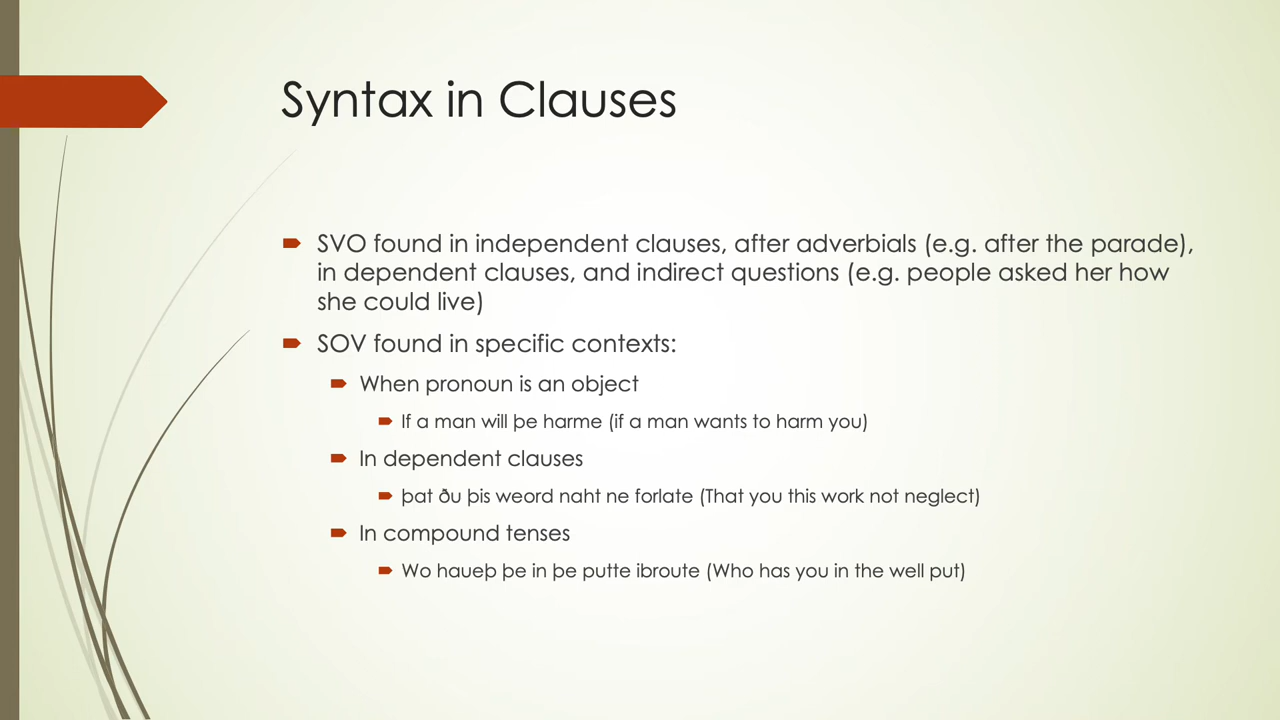 Syntax in Clauses
SVO found in independent clauses, after adverbials (e.g. after the parade),
in dependent clauses, and indirect questions (e.g. people asked her how
she could live)
SOV found in specific contexts:
When pronoun is an object
If a man will þe harme (if a man wants to harm you)
In dependent clauses
þat ðu þis weord naht ne forlate (That you this work not neglect)
In compound tenses
Wo haueþ þe in þe putte ibroute (Who has you in the well put)